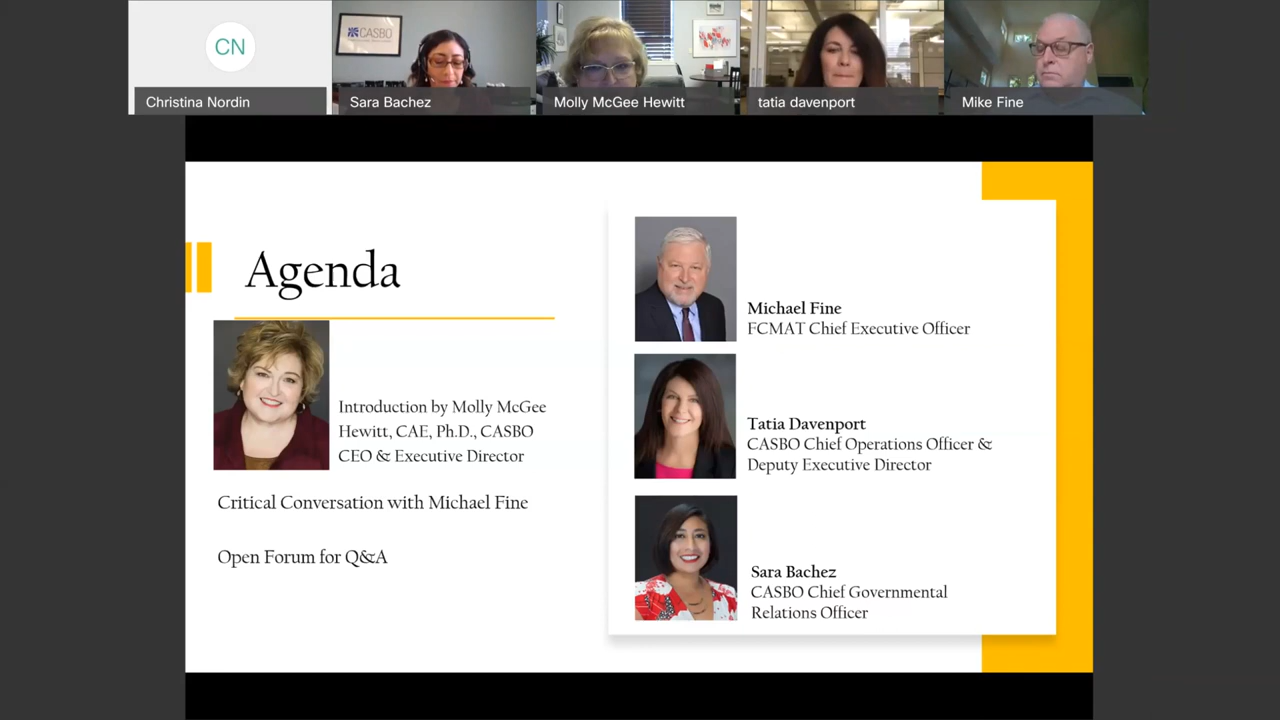 CN
CASBO
Christina Nordin
Sara Bachez
Molly McGee Hewitt
tatia davenport
Mike Fine
Agenda
Introduction by Molly McGee
Hewitt, CAE, Ph.D., CASBO
CEO & Executive Director
Critical Conversation with Michael Fine
Open Forum for Q&A
Michael Fine
FCMAT Chief Executive Officer
Tatia Davenport
CASBO Chief Operations Officer &
Deputy Executive Director
Sara Bachez
CASBO Chief Governmental
Relations Officer